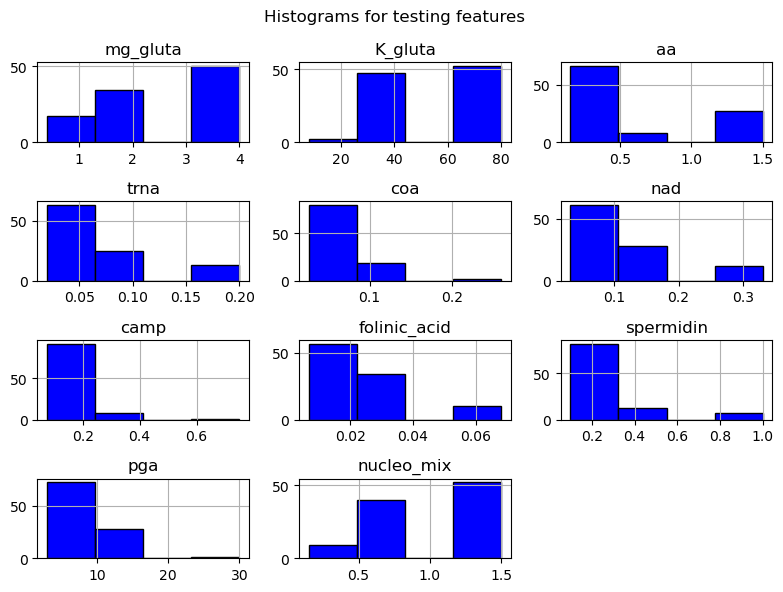 Histograms for testing features
mg_gluta K_gluta aa
50 50 50
0 0 0
1 2 3 4 20 40 60 80 0.5 1.0 1.5
trna coa nad
50 50 50
0 0 0
0.05 0.10 0.15 0.20 0.1 0.2 0.1 0.2 0.3
camp folinic_acid spermidin
50 50 50
0 0 0
0.2 0.4 0.6 0.02 0.04 0.06 0.2 0.4 0.6 0.8 1.0
pga nucleo_mix
50 50
0 0
10 20 30 0.5 1.0 1.5